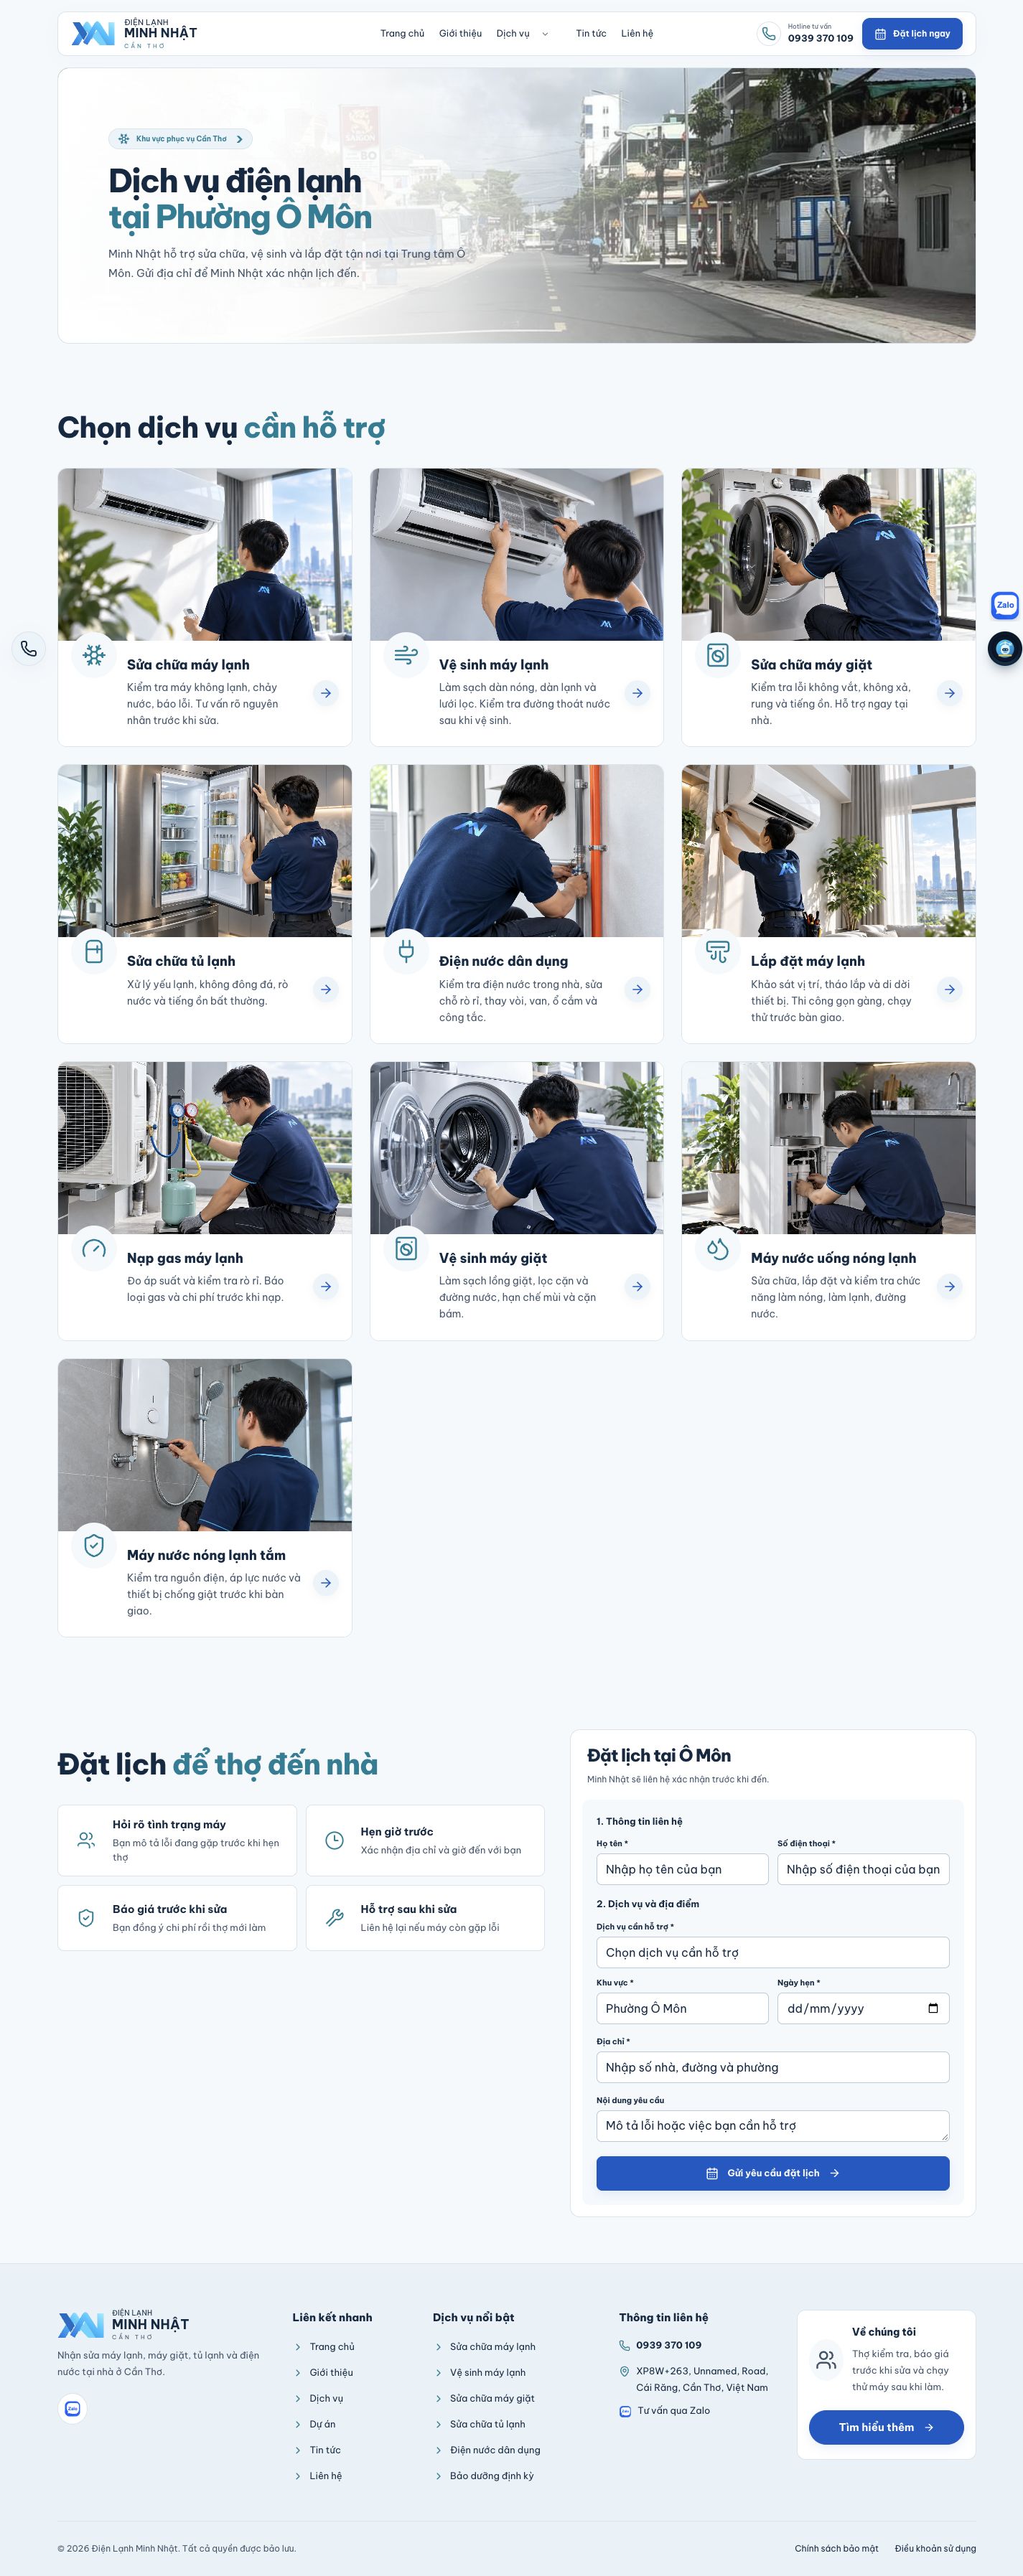 ĐIỆN LẠNH
MINH NHẬT
CẦN THƠ
Trang chủ
Giới thiệu
Dịch vụ
Tin tức
Liên hệ
Hotline tư vấn
0939 370 109
Đặt lịch ngay
Khu vực phục vụ Cần Thơ
Dịch vụ điện lạnh
tại Phường Ô Môn
Minh Nhật hỗ trợ sửa chữa, vệ sinh và lắp đặt tận nơi tại Trung tâm Ô
Môn. Gửi địa chỉ để Minh Nhật xác nhận lịch đến.
Chọn dịch vụ cần hỗ trợ
Sửa chữa máy lạnh
Kiểm tra máy không lạnh, chảy
nước, báo lỗi. Tư vấn rõ nguyên
nhân trước khi sửa.
Vệ sinh máy lạnh
Làm sạch dàn nóng, dàn lạnh và
lưới lọc. Kiểm tra đường thoát nước
sau khi vệ sinh.
Sửa chữa máy giặt
Kiểm tra lỗi không vắt, không xả,
rung và tiếng ồn. Hỗ trợ ngay tại
nhà.
Zalo
Sửa chữa tủ lạnh
Xử lý yếu lạnh, không đông đá, rò
nước và tiếng ồn bất thường.
Điện nước dân dụng
Kiểm tra điện nước trong nhà, sửa
chỗ rò rỉ, thay vòi, van, ổ cắm và
công tắc.
Lắp đặt máy lạnh
Khảo sát vị trí, tháo lắp và di dời
thiết bị. Thi công gọn gàng, chạy
thử trước bàn giao.
Nạp gas máy lạnh
Đo áp suất và kiểm tra rò rỉ. Báo
loại gas và chi phí trước khi nạp.
Vệ sinh máy giặt
Làm sạch lồng giặt, lọc cặn và
đường nước, hạn chế mùi và cặn
bám.
Máy nước uống nóng lạnh
Sửa chữa, lắp đặt và kiểm tra chức
năng làm nóng, làm lạnh, đường
nước.
Máy nước nóng lạnh tắm
Kiểm tra nguồn điện, áp lực nước và
thiết bị chống giật trước khi bàn
giao.
Đặt lịch để thợ đến nhà
Hỏi rõ tình trạng máy
Bạn mô tả lỗi đang gặp trước khi hẹn
thợ
Hẹn giờ trước
Xác nhận địa chỉ và giờ đến với bạn
Báo giá trước khi sửa
Bạn đồng ý chi phí rồi thợ mới làm
Hỗ trợ sau khi sửa
Liên hệ lại nếu máy còn gặp lỗi
Đặt lịch tại Ô Môn
Minh Nhật sẽ liên hệ xác nhận trước khi đến.
1. Thông tin liên hệ
Họ tên *
Số điện thoại *
Nhập họ tên của bạn
Nhập số điện thoại của bạn
2. Dịch vụ và địa điểm
Dịch vụ cần hỗ trợ *
Chọn dịch vụ cần hỗ trợ
Khu vực *
Ngày hẹn *
Phường Ô Môn
dd/mm/yyyy
Địa chỉ *
Nhập số nhà, đường và phường
Nội dung yêu cầu
Mô tả lỗi hoặc việc bạn cần hỗ trợ
Gửi yêu cầu đặt lịch
ĐIỆN LẠNH
MINH NHẬT
CẦN THƠ
Nhận sửa máy lạnh, máy giặt, tủ lạnh và điện
nước tại nhà ở Cần Thơ.
Liên kết nhanh
Trang chủ
Giới thiệu
Dịch vụ
Dự án
Tin tức
Liên hệ
Dịch vụ nổi bật
Sửa chữa máy lạnh
Vệ sinh máy lạnh
Sửa chữa máy giặt
Sửa chữa tủ lạnh
Điện nước dân dụng
Bảo dưỡng định kỳ
Thông tin liên hệ
0939 370 109
XP8W+263, Unnamed, Road,
Cái Răng, Cần Thơ, Việt Nam
Tư vấn qua Zalo
Về chúng tôi
Thợ kiểm tra, báo giá
trước khi sửa và chạy
thử máy sau khi làm.
Tìm hiểu thêm
© 2026 Điện Lạnh Minh Nhật. Tất cả quyền được bảo lưu.
Chính sách bảo mật
Điều khoản sử dụng